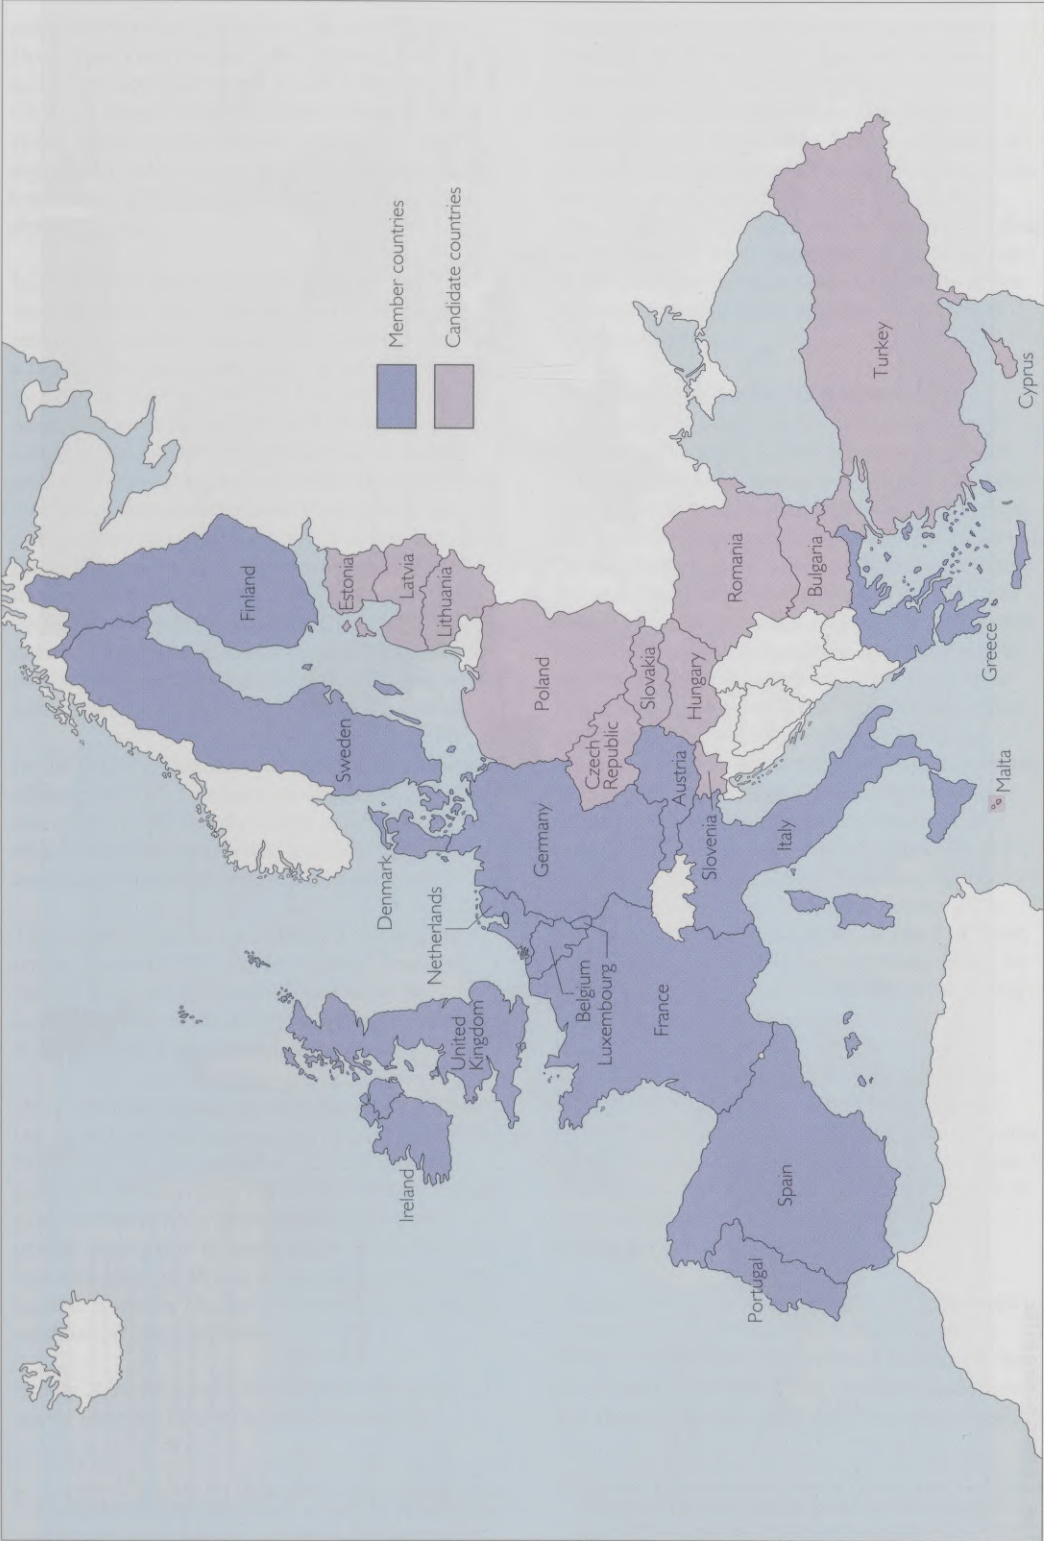 Member countries
Candidate countries
Finland
Sweden
Estonia
Latvia
Lithuania
Denmark
Netherlands
Ireland
United
Kingdom
Belgium
Luxembourg
Germany
Poland
Czech
Republic
Slovakia
Hungary
Austria
Slovenia
France
Italy
Spain
Portugal
Romania
Bulgaria
Greece
Turkey
Cyprus
Malta